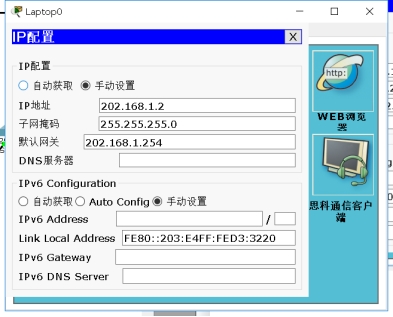 Laptop0
IP配置
X
IP配置
自动获取 手动设置
IP地址 202.168.1.2
子网掩码 255.255.255.0
默认网关 202.168.1.254
DNS服务器
IPv6 Configuration
自动获取 Auto Config 手动设置
IPv6 Address /
Link Local Address FE80::203:E4FF:FED3:3220
IPv6 Gateway
IPv6 DNS Server
http:
WEB浏览
器
思科通信客户
端